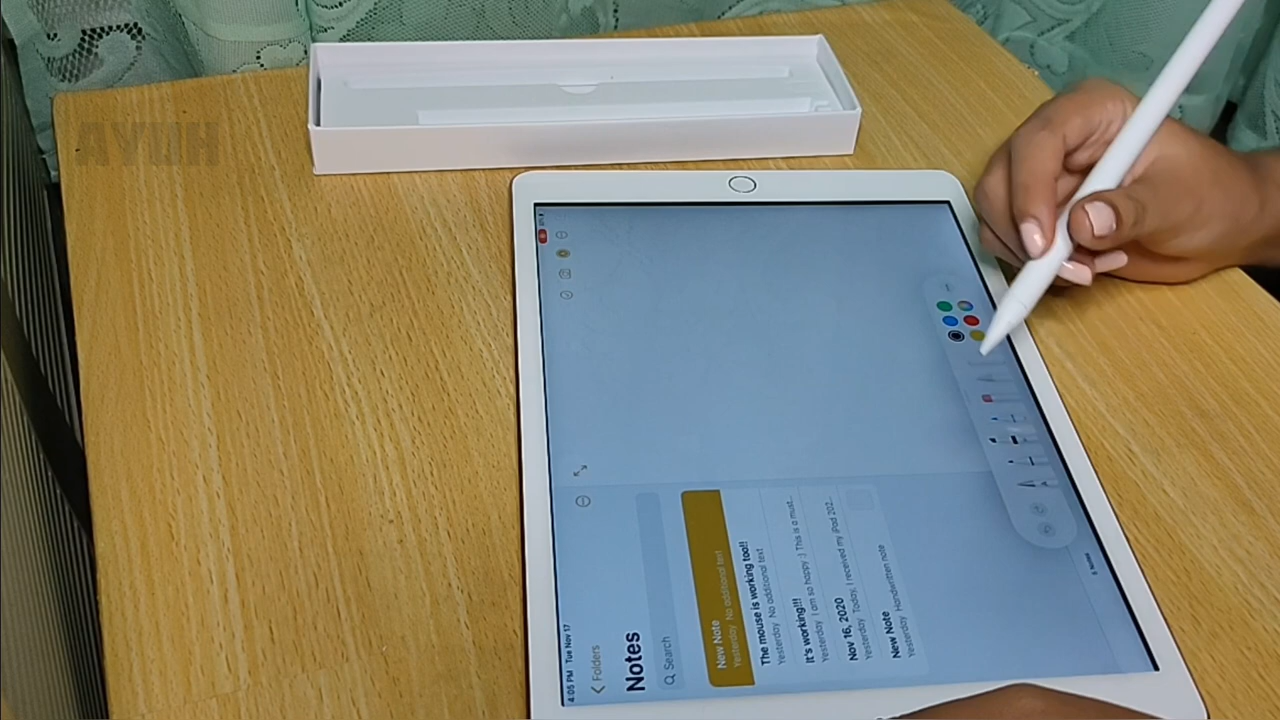 AYUH
4:05 PM Tue Nov 17
Folders
Notes
Search
New Note
Yesterday No additional text
The mouse is working too!!
Yesterday No additional text
It's working!!!
Yesterday I am so happy :) This is a must...
Nov 16, 2020
Yesterday Today, I received my iPad 202...
New Note
Yesterday Handwritten note